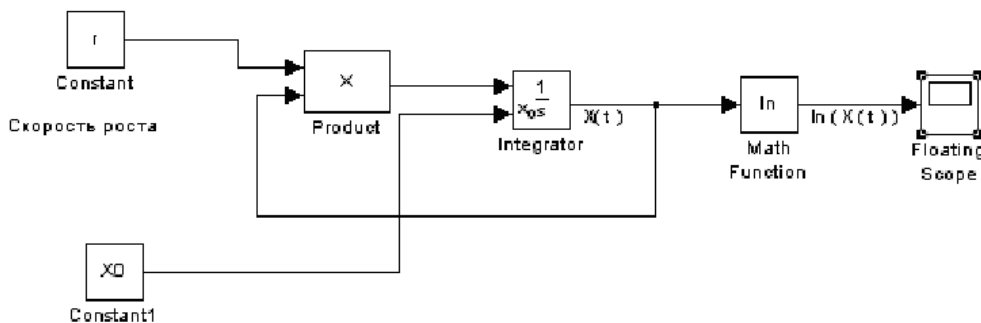 r
Constant
Скорость роста
X
Product
1
x₀ s
Integrator
X(t)
ln
Math
Function
ln(X(t))
Floating
Scope
X0
Constant1